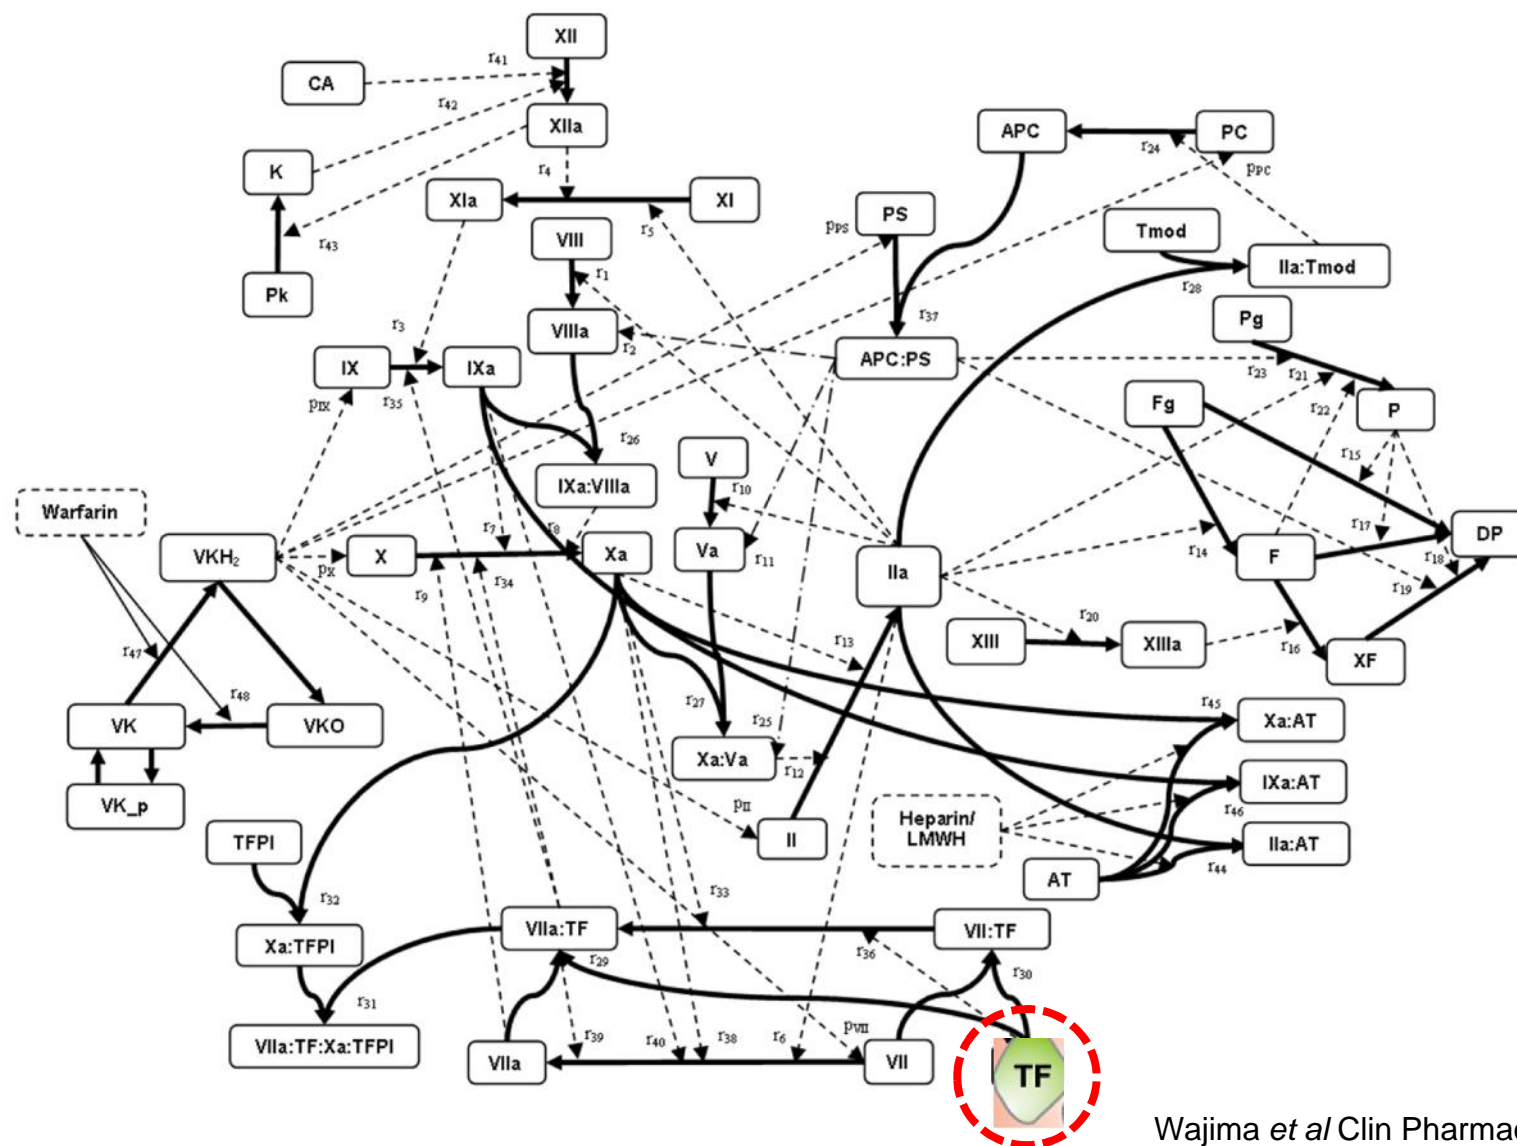 XII
r41
CA
r42
XIIa
APC
PC
r24
K
r4
pPC
XIa
XI
PS
pPS
Tmod
r5
r43
VIII
r1
IIa:Tmod
r28
Pk
Pg
r3
VIIIa
r37
r2
APC:PS
IX
IXa
r23
r21
P
pIX
r35
Fg
r22
r26
r15
V
IXa:VIIIa
r10
Warfarin
r7
r8
r17
DP
VKH2
pX
X
Xa
Va
r11
IIa
r14
F
r18
r34
r9
r19
r20
r13
XIII
XIIIa
r16
XF
r47
r48
r27
r25
r45
Xa:AT
VK
VKO
Xa:Va
r12
IXa:AT
VK_p
pII
r46
Heparin/
LMWH
TFPI
II
IIa:AT
r44
AT
r33
r32
VIIa:TF
VII:TF
Xa:TFPI
r36
r29
r30
r31
pVII
VIIa:TF:Xa:TFPI
r39
r40
r38
r6
VIIa
VII
TF
Wajima et al Clin Pharmac